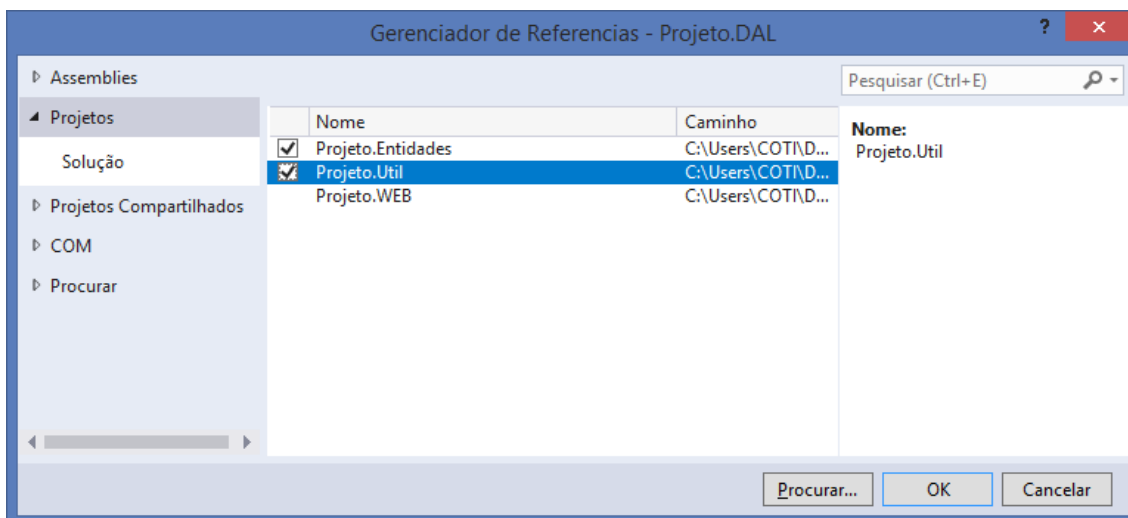 Gerenciador de Referencias - Projeto.DAL
?
Assemblies
Projetos
Solução
Projetos Compartilhados
COM
Procurar
Nome Caminho
Projeto.Entidades C:\Users\COTI\D...
Projeto.Util C:\Users\COTI\D...
Projeto.WEB C:\Users\COTI\D...
Pesquisar (Ctrl+E)
Nome:
Projeto.Util
Procurar... OK Cancelar